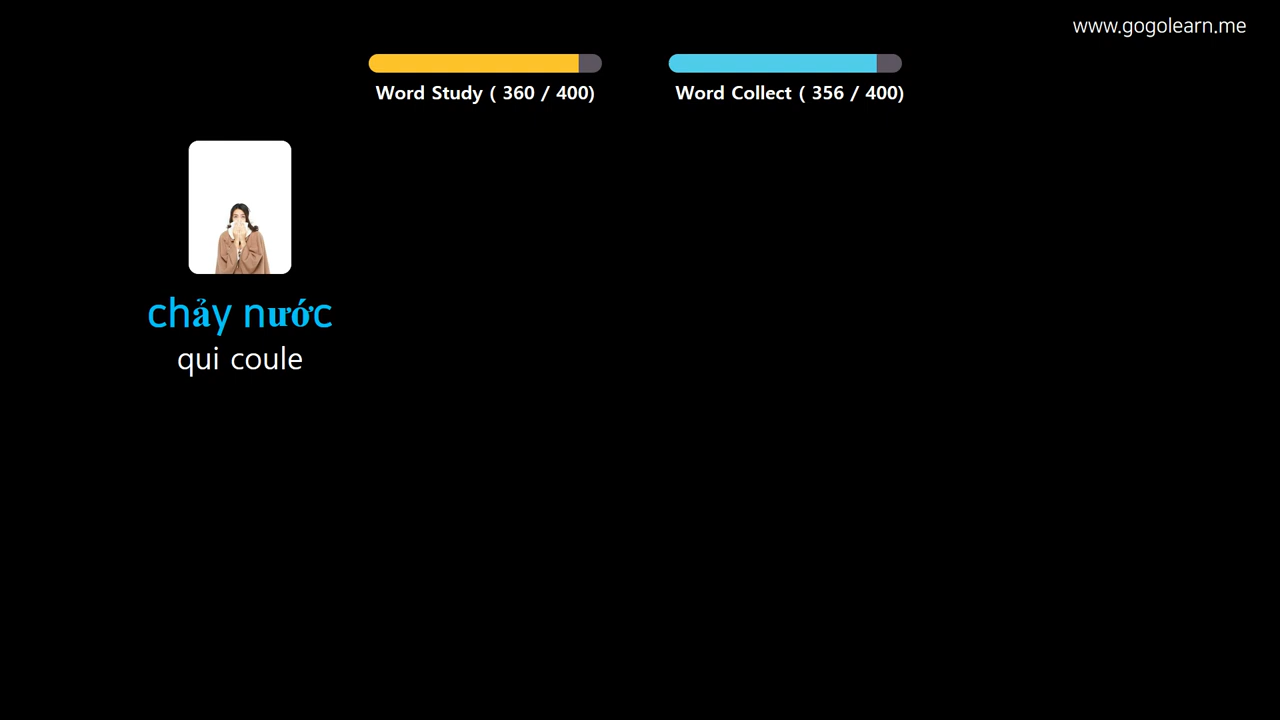 www.gogolearn.me
Word Study ( 360 / 400)
Word Collect ( 356 / 400)
chảy nước
qui coule